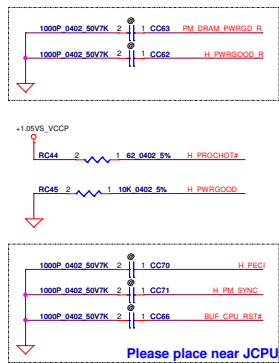 @
1000P_0402_50V7K 2 1 CC63 PM_DRAM_PWRGD_R
@
1000P_0402_50V7K 2 1 CC62 H_PWRGOOD_R
+1.05VS_VCCP
RC44 2 1 62_0402_5% H_PROCHOT#
RC45 2 1 10K_0402_5% H_PWRGOOD
@
1000P_0402_50V7K 2 1 CC70 H_PECI
@
1000P_0402_50V7K 2 1 CC71 H_PM_SYNC
@
1000P_0402_50V7K 2 1 CC66 BUF_CPU_RST#
Please place near JCPU